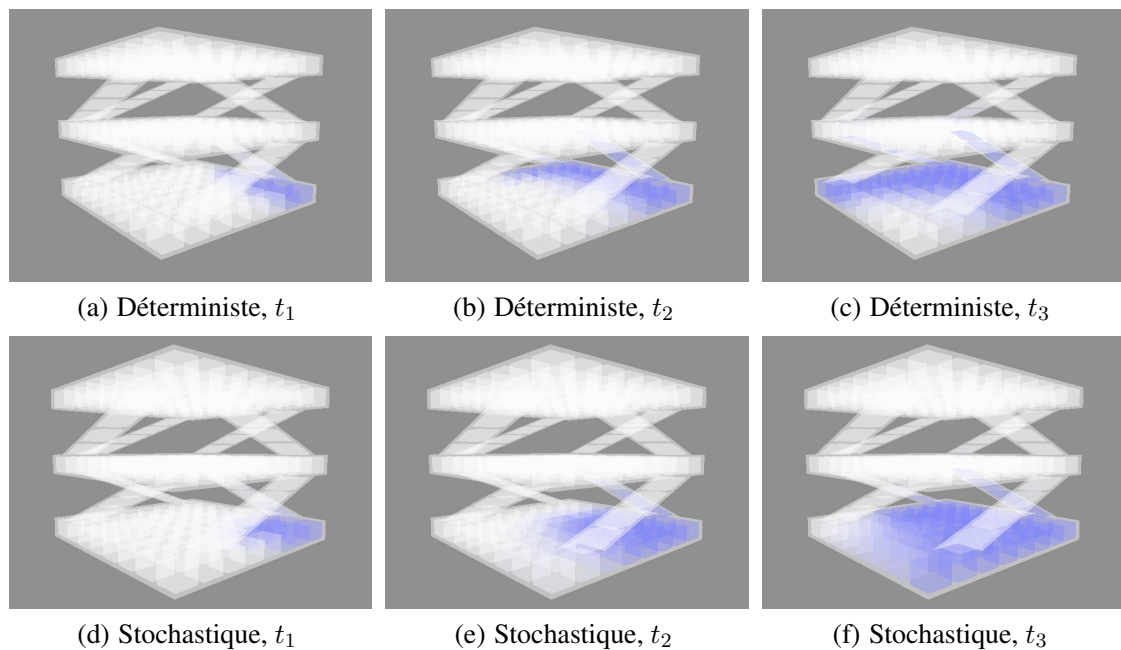 (a) Déterministe, t1
(b) Déterministe, t2
(c) Déterministe, t3
(d) Stochastique, t1
(e) Stochastique, t2
(f) Stochastique, t3